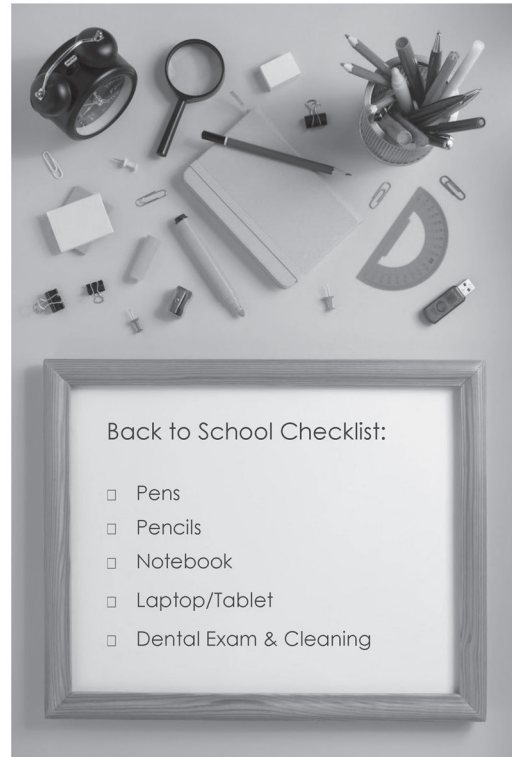 Back to School Checklist:
□ Pens
□ Pencils
□ Notebook
□ Laptop/Tablet
□ Dental Exam & Cleaning